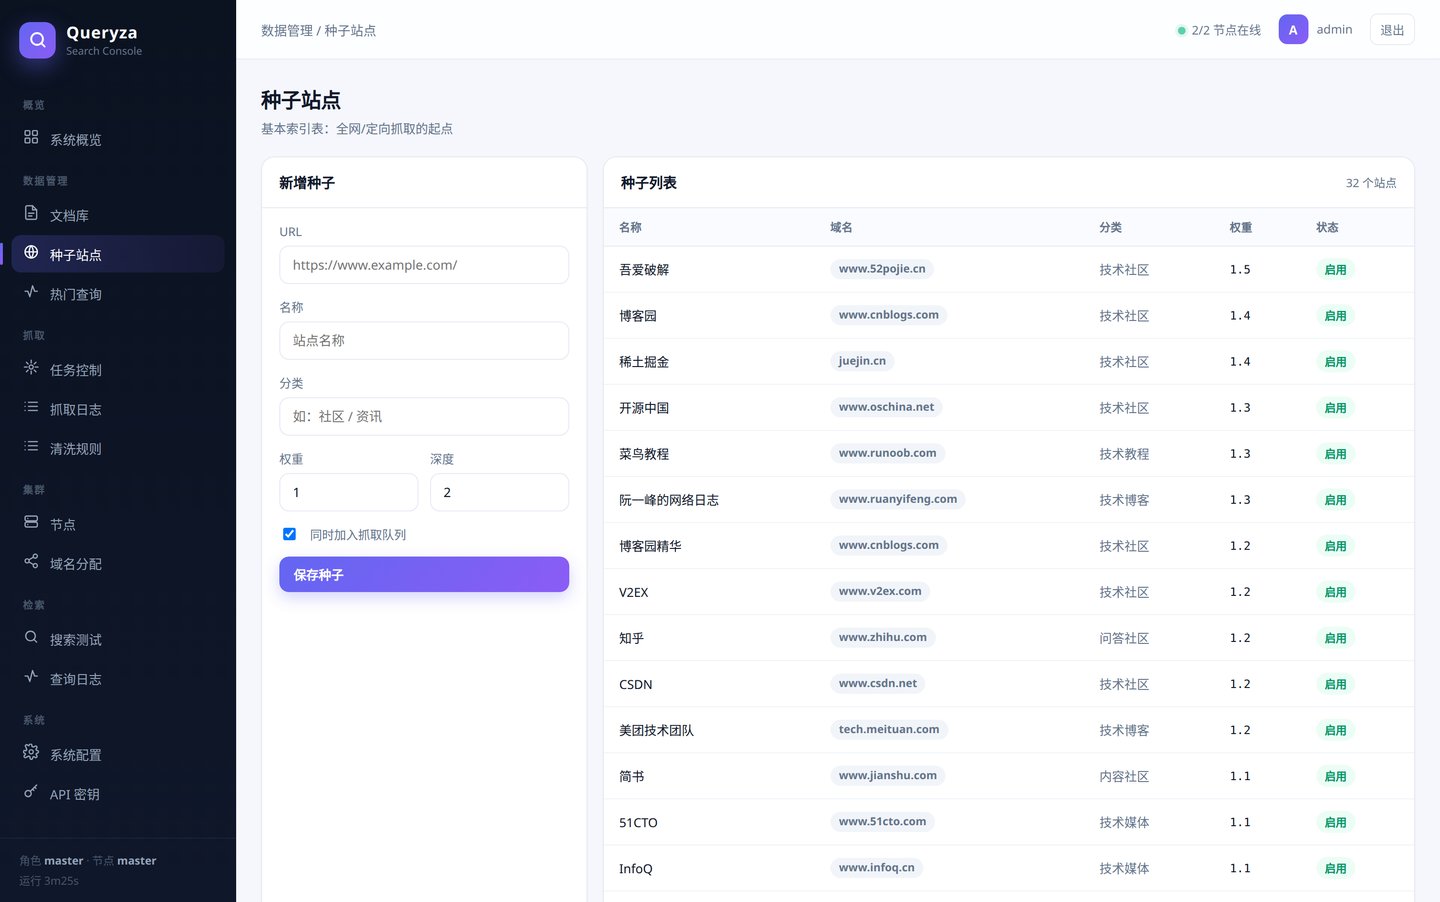 Queryza
Search Console
概览
系统概览
数据管理
文档库
种子站点
热门查询
抓取
任务控制
抓取日志
清洗规则
集群
节点
域名分配
检索
搜索测试
查询日志
系统
系统配置
API 密钥
角色 master · 节点 master
运行 3m25s
数据管理 / 种子站点
2/2 节点在线
A
admin
退出
种子站点
基本索引表：全网/定向抓取的起点
新增种子
URL
https://www.example.com/
名称
站点名称
分类
如：社区 / 资讯
权重 深度
1 2
同时加入抓取队列
保存种子
种子列表
32 个站点
名称 域名 分类 权重 状态
吾爱破解 www.52pojie.cn 技术社区 1.5 启用
博客园 www.cnblogs.com 技术社区 1.4 启用
稀土掘金 juejin.cn 技术社区 1.4 启用
开源中国 www.oschina.net 技术社区 1.3 启用
菜鸟教程 www.runoob.com 技术教程 1.3 启用
阮一峰的网络日志 www.ruanyifeng.com 技术博客 1.3 启用
博客园精华 www.cnblogs.com 技术社区 1.2 启用
V2EX www.v2ex.com 技术社区 1.2 启用
知乎 www.zhihu.com 问答社区 1.2 启用
CSDN www.csdn.net 技术社区 1.2 启用
美团技术团队 tech.meituan.com 技术博客 1.2 启用
简书 www.jianshu.com 内容社区 1.1 启用
51CTO www.51cto.com 技术媒体 1.1 启用
InfoQ www.infoq.cn 技术媒体 1.1 启用